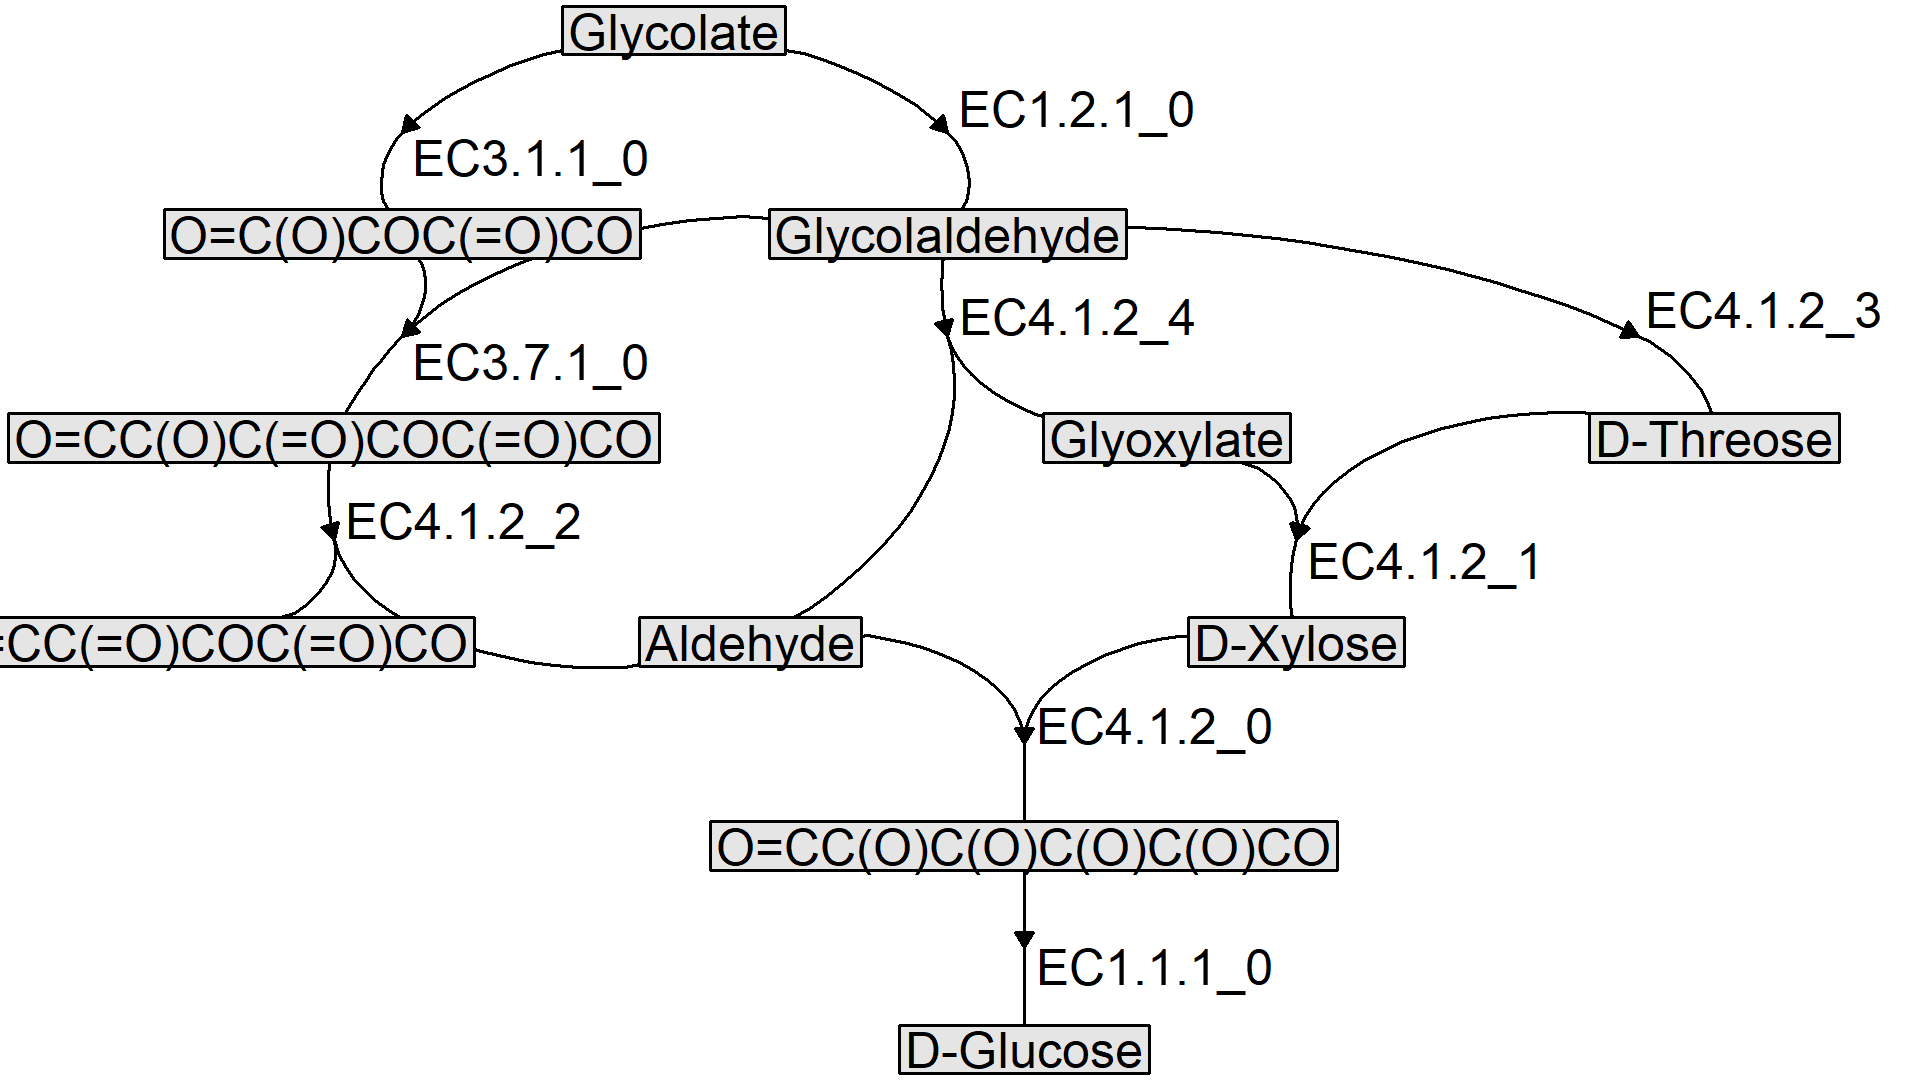 Glycolate
EC1.2.1_0
EC3.1.1_0
O=C(O)COC(=O)CO
Glycolaldehyde
EC4.1.2_4
EC4.1.2_3
EC3.7.1_0
O=CC(O)C(=O)COC(=O)CO
Glyoxylate
D-Threose
EC4.1.2_2
EC4.1.2_1
=CC(=O)COC(=O)CO
Aldehyde
D-Xylose
EC4.1.2_0
O=CC(O)C(O)C(O)C(O)CO
EC1.1.1_0
D-Glucose